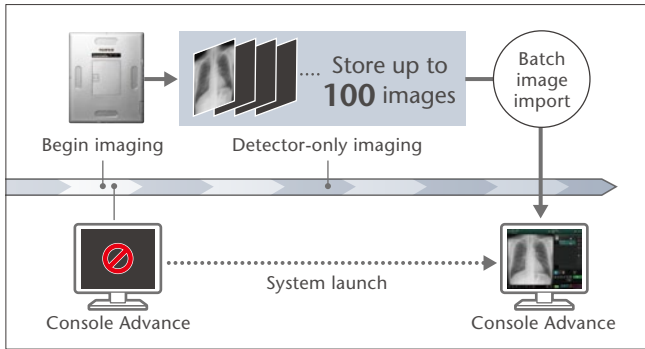 FUJIFILM
Store up to
100 images
Batch
image
import
Begin imaging
Detector-only imaging
System launch
Console Advance
Console Advance